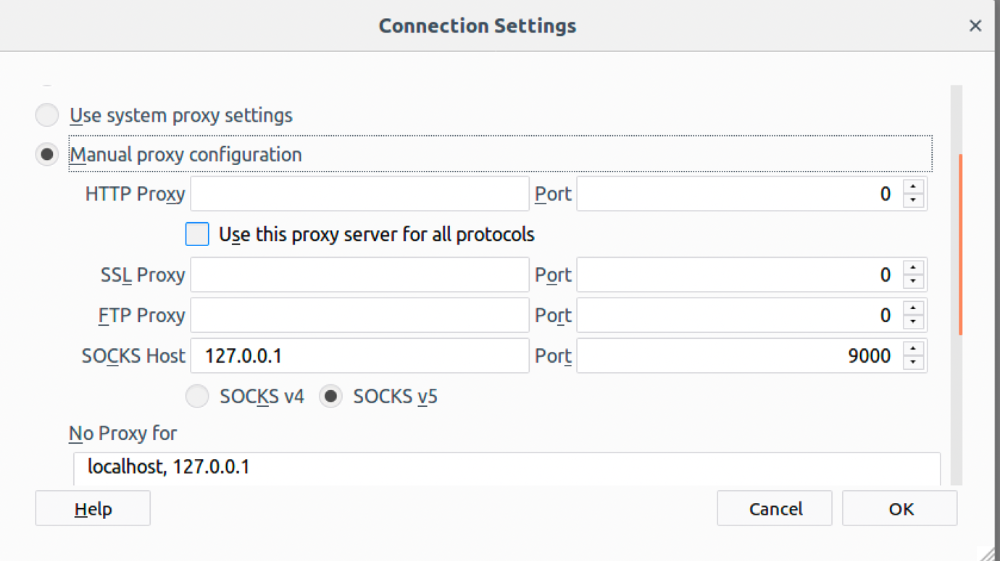 Connection Settings
Use system proxy settings
Manual proxy configuration
HTTP Proxy Port 0
Use this proxy server for all protocols
SSL Proxy Port 0
FTP Proxy Port 0
SOCKS Host 127.0.0.1 Port 9000
SOCKS v4 SOCKS v5
No Proxy for
localhost, 127.0.0.1
Help Cancel OK